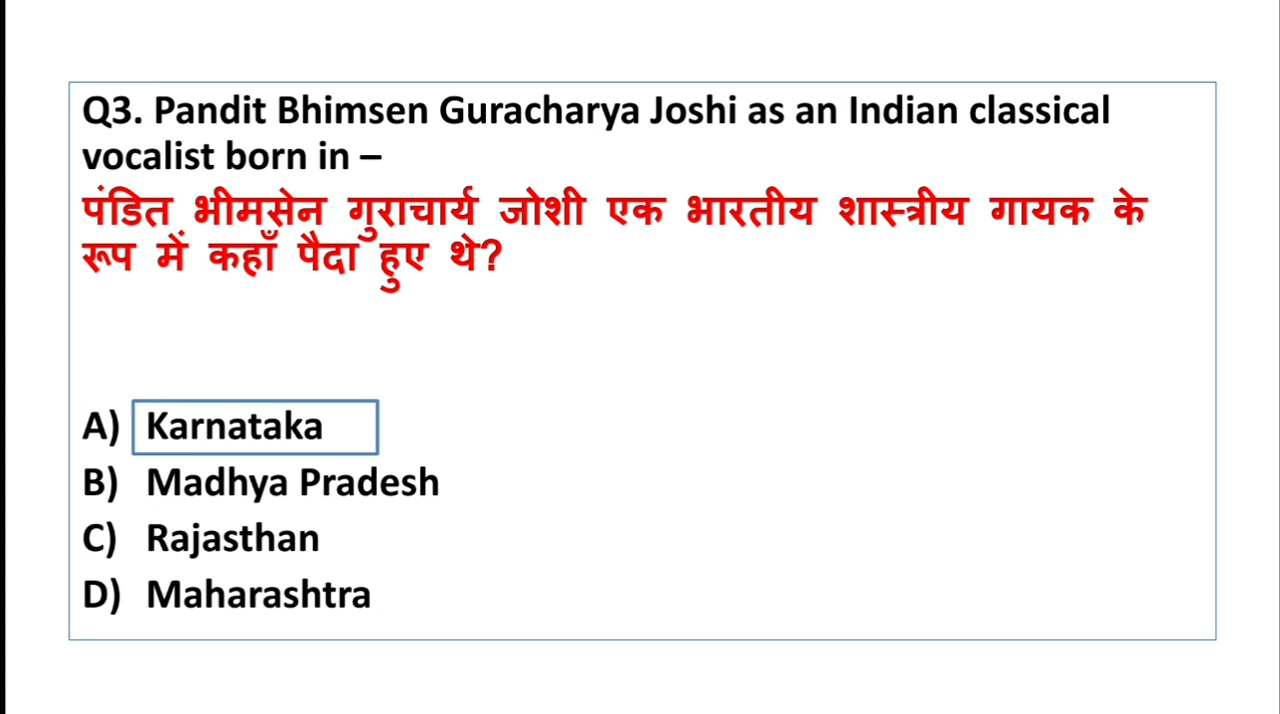 Q3. Pandit Bhimsen Guracharya Joshi as an Indian classical
vocalist born in –
पंडित भीमसेन गुराचार्य जोशी एक भारतीय शास्त्रीय गायक के
रूप में कहाँ पैदा हुए थे?
A) Karnataka
B) Madhya Pradesh
C) Rajasthan
D) Maharashtra